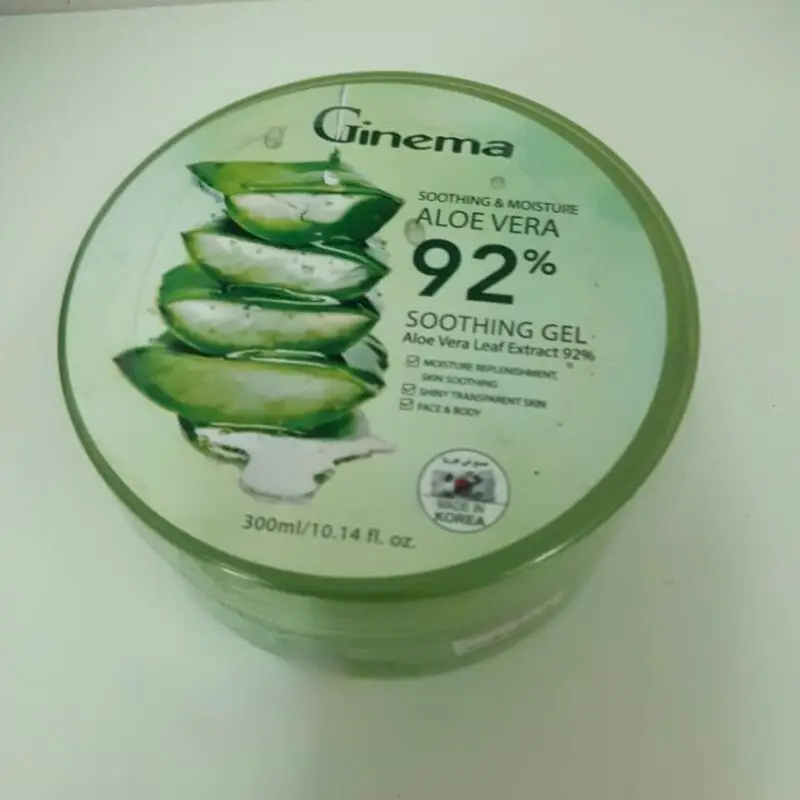 Ginema
SOOTHING & MOISTURE
ALOE VERA
92%
SOOTHING GEL
Aloe Vera Leaf Extract 92%
MOISTURE REPLENISHMENT,
SKIN SOOTHING
SHINY TRANSPARENT SKIN
FACE & BODY
MADE IN
KOREA
300ml/10.14 fl. oz.